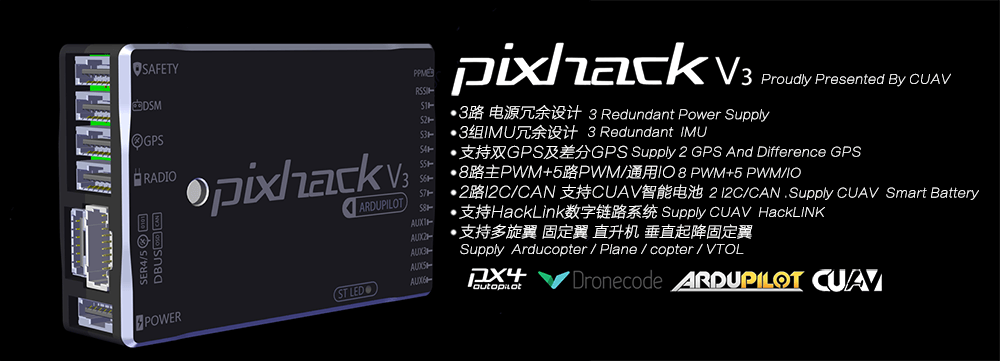 SAFETY
DSM
GPS
RADIO
SER4/5
DBUS
POWER
PPM
RSSI
S1
S2
S3
S4
S5
S6
S7
S8
AUX1
AUX2
AUX3
AUX5
AUX6
pixhack V3
ARDUPILOT
ST LED
pixhack V3 Proudly Presented By CUAV
•3路 电源冗余设计 3 Redundant Power Supply
•3组IMU冗余设计 3 Redundant IMU
•支持双GPS及差分GPS Supply 2 GPS And Difference GPS
•8路主PWM+5路PWM/通用IO 8 PWM+5 PWM/IO
•2路I2C/CAN 支持CUAV智能电池 2 I2C/CAN .Supply CUAV Smart Battery
•支持HackLink数字链路系统 Supply CUAV HackLINK
•支持多旋翼 固定翼 直升机 垂直起降固定翼
Supply Arducopter / Plane / copter / VTOL
px4 autopilot Dronecode ARDUPILOT CUAV